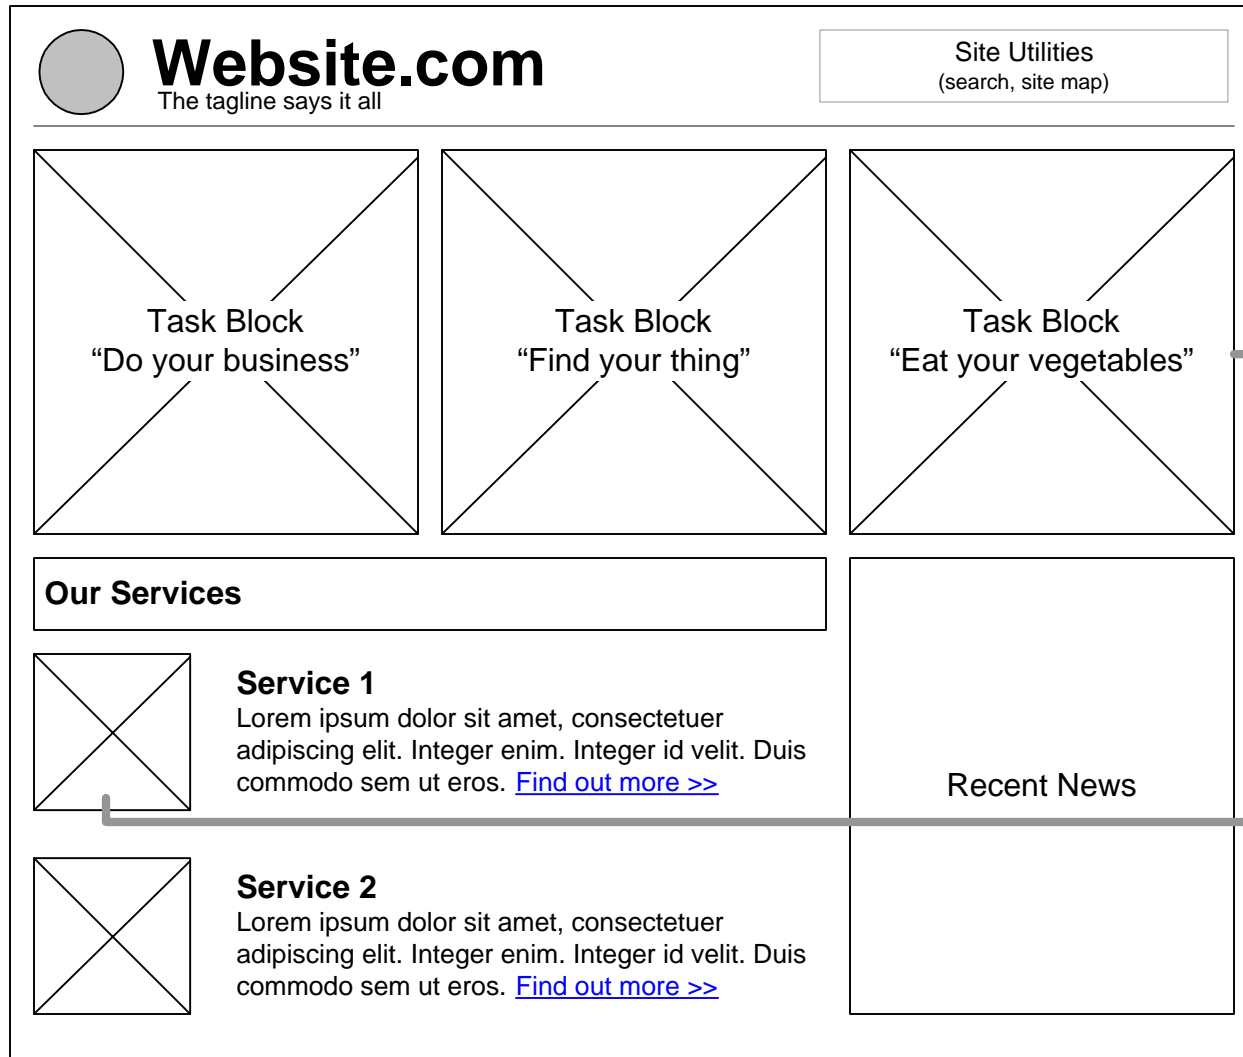 Website.com
The tagline says it all
Site Utilities
(search, site map)
Task Block
“Do your business”
Task Block
“Find your thing”
Task Block
“Eat your vegetables”
Our Services
Service 1
Lorem ipsum dolor sit amet, consectetuer
adipiscing elit. Integer enim. Integer id velit. Duis
commodo sem ut eros. Find out more >>
Service 2
Lorem ipsum dolor sit amet, consectetuer
adipiscing elit. Integer enim. Integer id velit. Duis
commodo sem ut eros. Find out more >>
Recent News